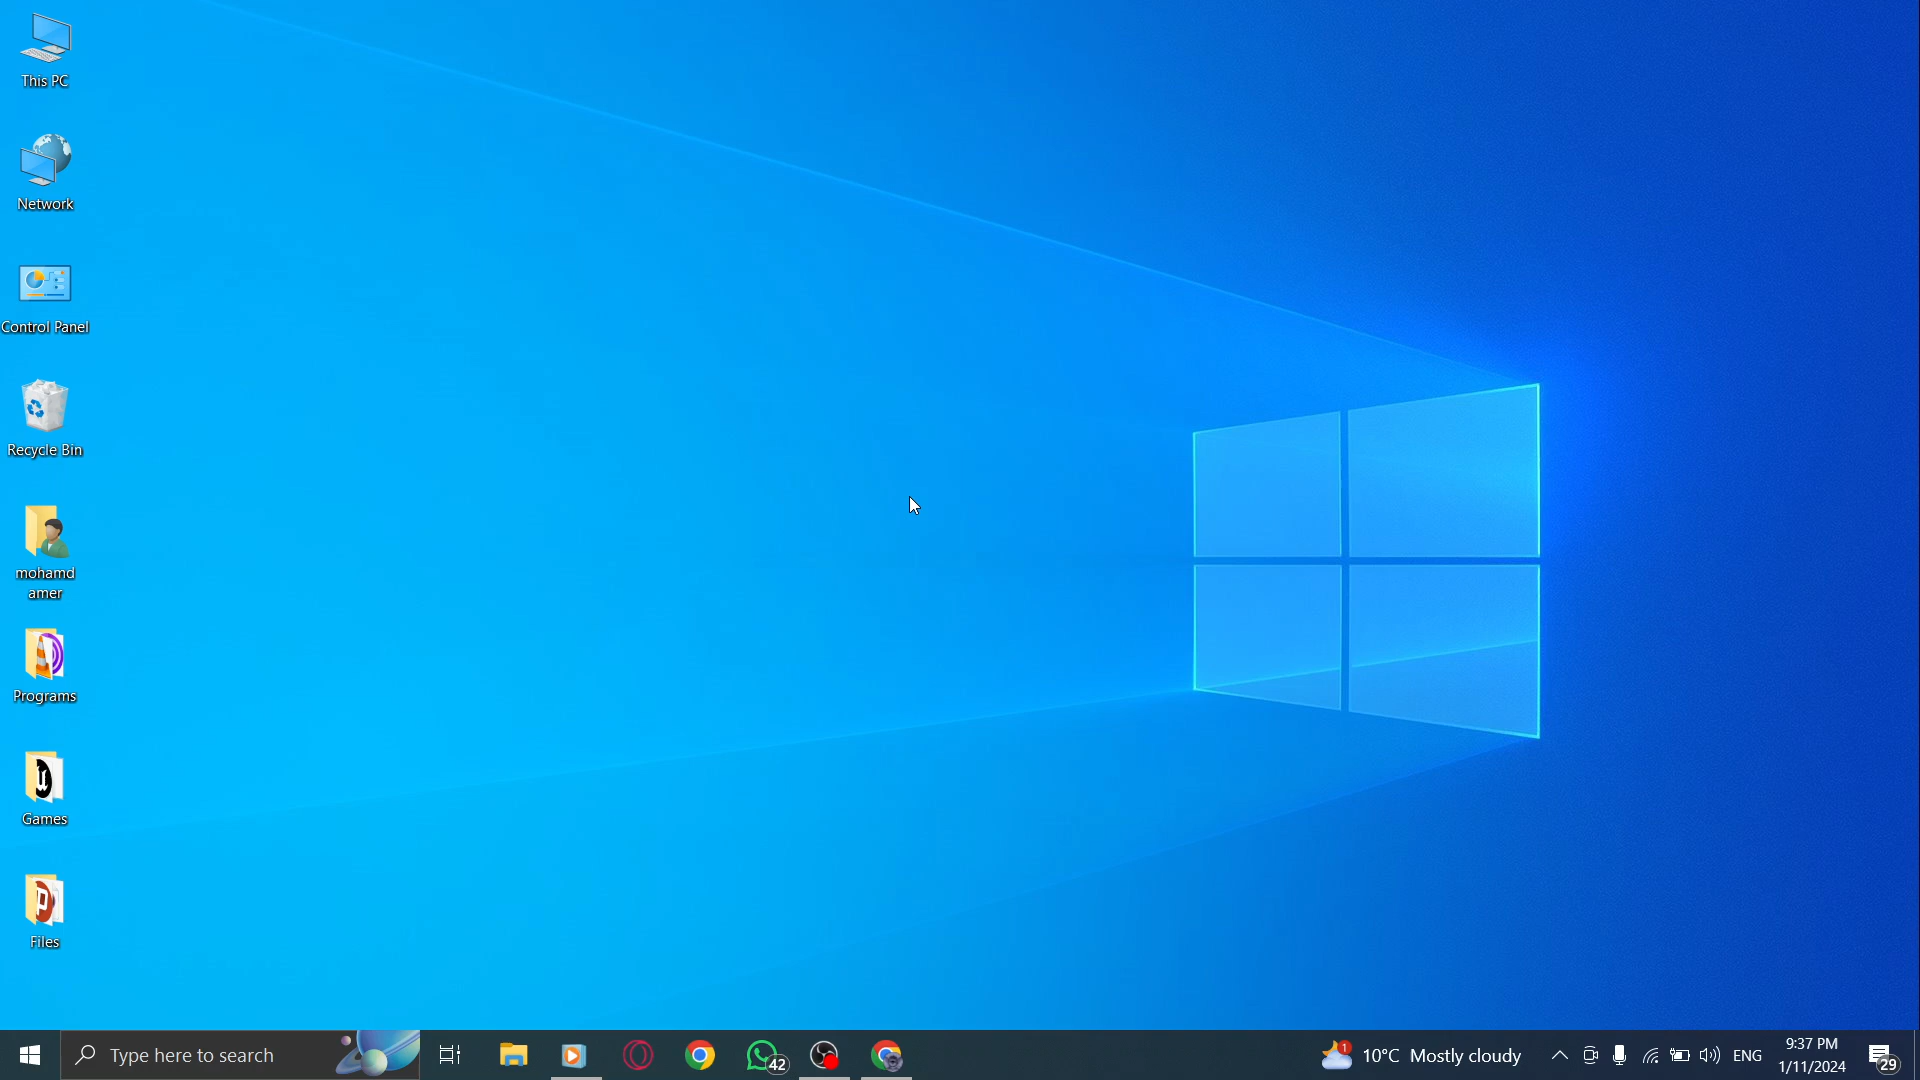 This PC
Network
Control Panel
Recycle Bin
mohamd
amer
Programs
Games
Files
Type here to search
42
1
10°C Mostly cloudy
ENG
9:37 PM
1/11/2024
29